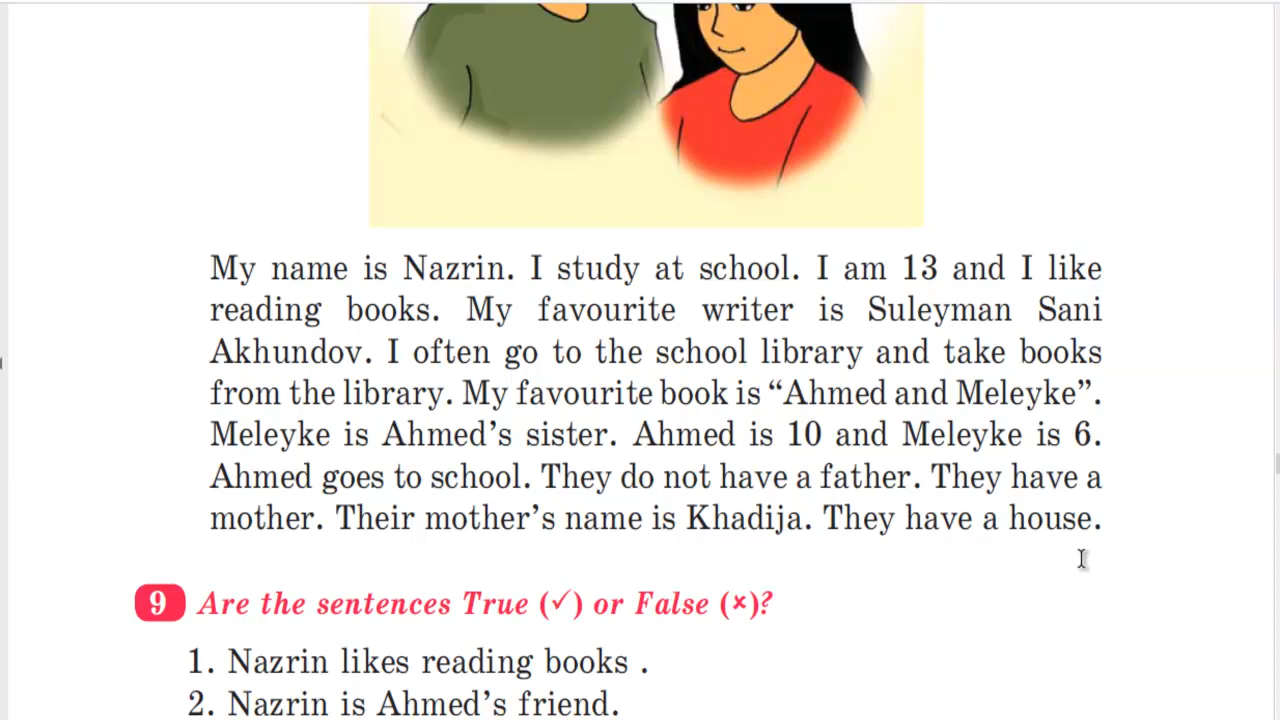 My name is Nazrin. I study at school. I am 13 and I like
reading books. My favourite writer is Suleyman Sani
Akhundov. I often go to the school library and take books
from the library. My favourite book is “Ahmed and Meleyke”.
Meleyke is Ahmed’s sister. Ahmed is 10 and Meleyke is 6.
Ahmed goes to school. They do not have a father. They have a
mother. Their mother’s name is Khadija. They have a house.
9 Are the sentences True (✓) or False (×)?
1. Nazrin likes reading books .
2. Nazrin is Ahmed’s friend.